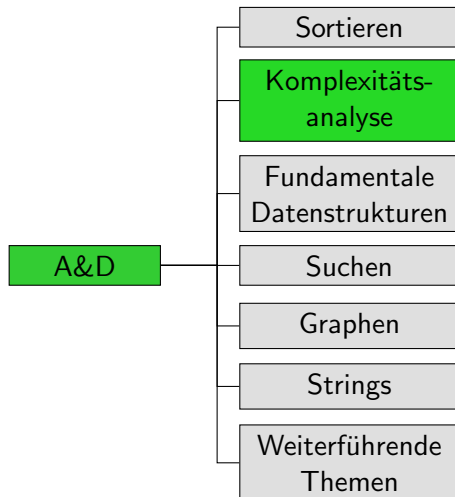 Sortieren
Komplexitäts-
analyse
Fundamentale
Datenstrukturen
A&D
Suchen
Graphen
Strings
Weiterführende
Themen